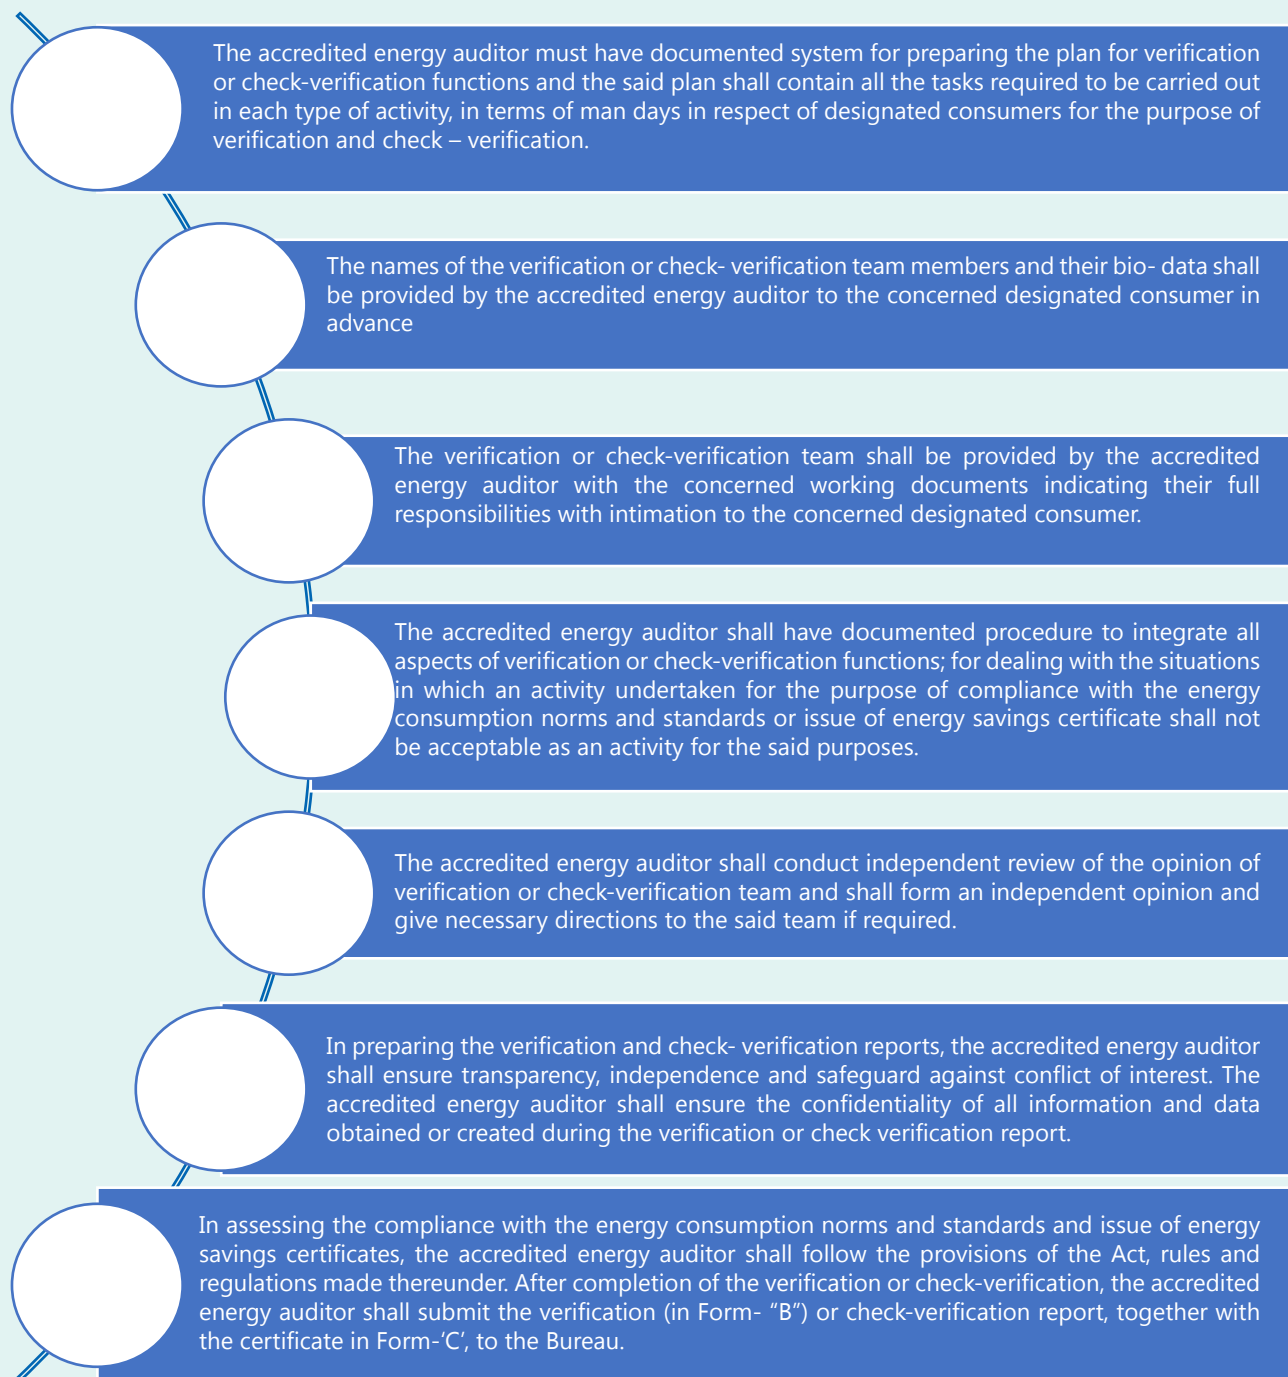 The accredited energy auditor must have documented system for preparing the plan for verification
or check-verification functions and the said plan shall contain all the tasks required to be carried out
in each type of activity, in terms of man days in respect of designated consumers for the purpose of
verification and check – verification.
The names of the verification or check- verification team members and their bio- data shall
be provided by the accredited energy auditor to the concerned designated consumer in
advance
The verification or check-verification team shall be provided by the accredited
energy auditor with the concerned working documents indicating their full
responsibilities with intimation to the concerned designated consumer.
The accredited energy auditor shall have documented procedure to integrate all
aspects of verification or check-verification functions; for dealing with the situations
in which an activity undertaken for the purpose of compliance with the energy
consumption norms and standards or issue of energy savings certificate shall not
be acceptable as an activity for the said purposes.
The accredited energy auditor shall conduct independent review of the opinion of
verification or check-verification team and shall form an independent opinion and
give necessary directions to the said team if required.
In preparing the verification and check- verification reports, the accredited energy auditor
shall ensure transparency, independence and safeguard against conflict of interest. The
accredited energy auditor shall ensure the confidentiality of all information and data
obtained or created during the verification or check verification report.
In assessing the compliance with the energy consumption norms and standards and issue of energy
savings certificates, the accredited energy auditor shall follow the provisions of the Act, rules and
regulations made thereunder. After completion of the verification or check-verification, the accredited
energy auditor shall submit the verification (in Form- “B”) or check-verification report, together with
the certificate in Form-‘C’, to the Bureau.